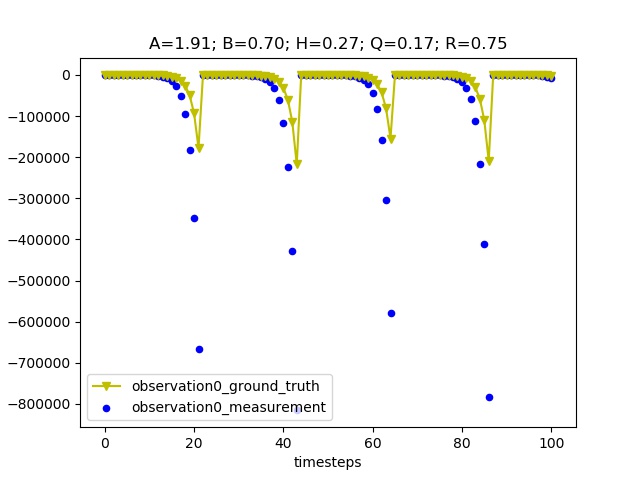 A=1.91; B=0.70; H=0.27; Q=0.17; R=0.75
0
−100000
−200000
−300000
−400000
−500000
−600000
−700000
−800000
observation0_ground_truth
observation0_measurement
0 20 40 60 80 100
timesteps